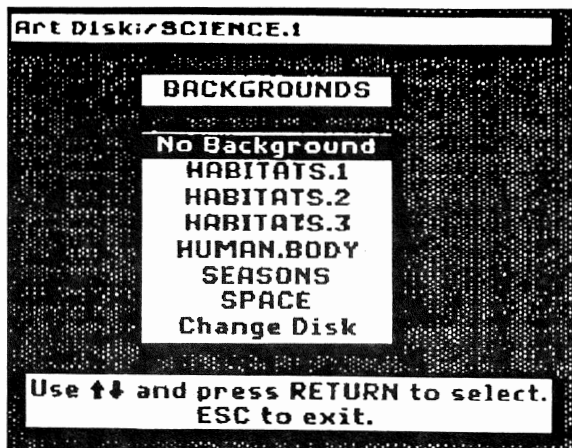 Art Disk:/SCIENCE.1
BACKGROUNDS
No Background
HABITATS.1
HABITATS.2
HABITATS.3
HUMAN.BODY
SEASONS
SPACE
Change Disk
Use ↑↓ and press RETURN to select.
ESC to exit.